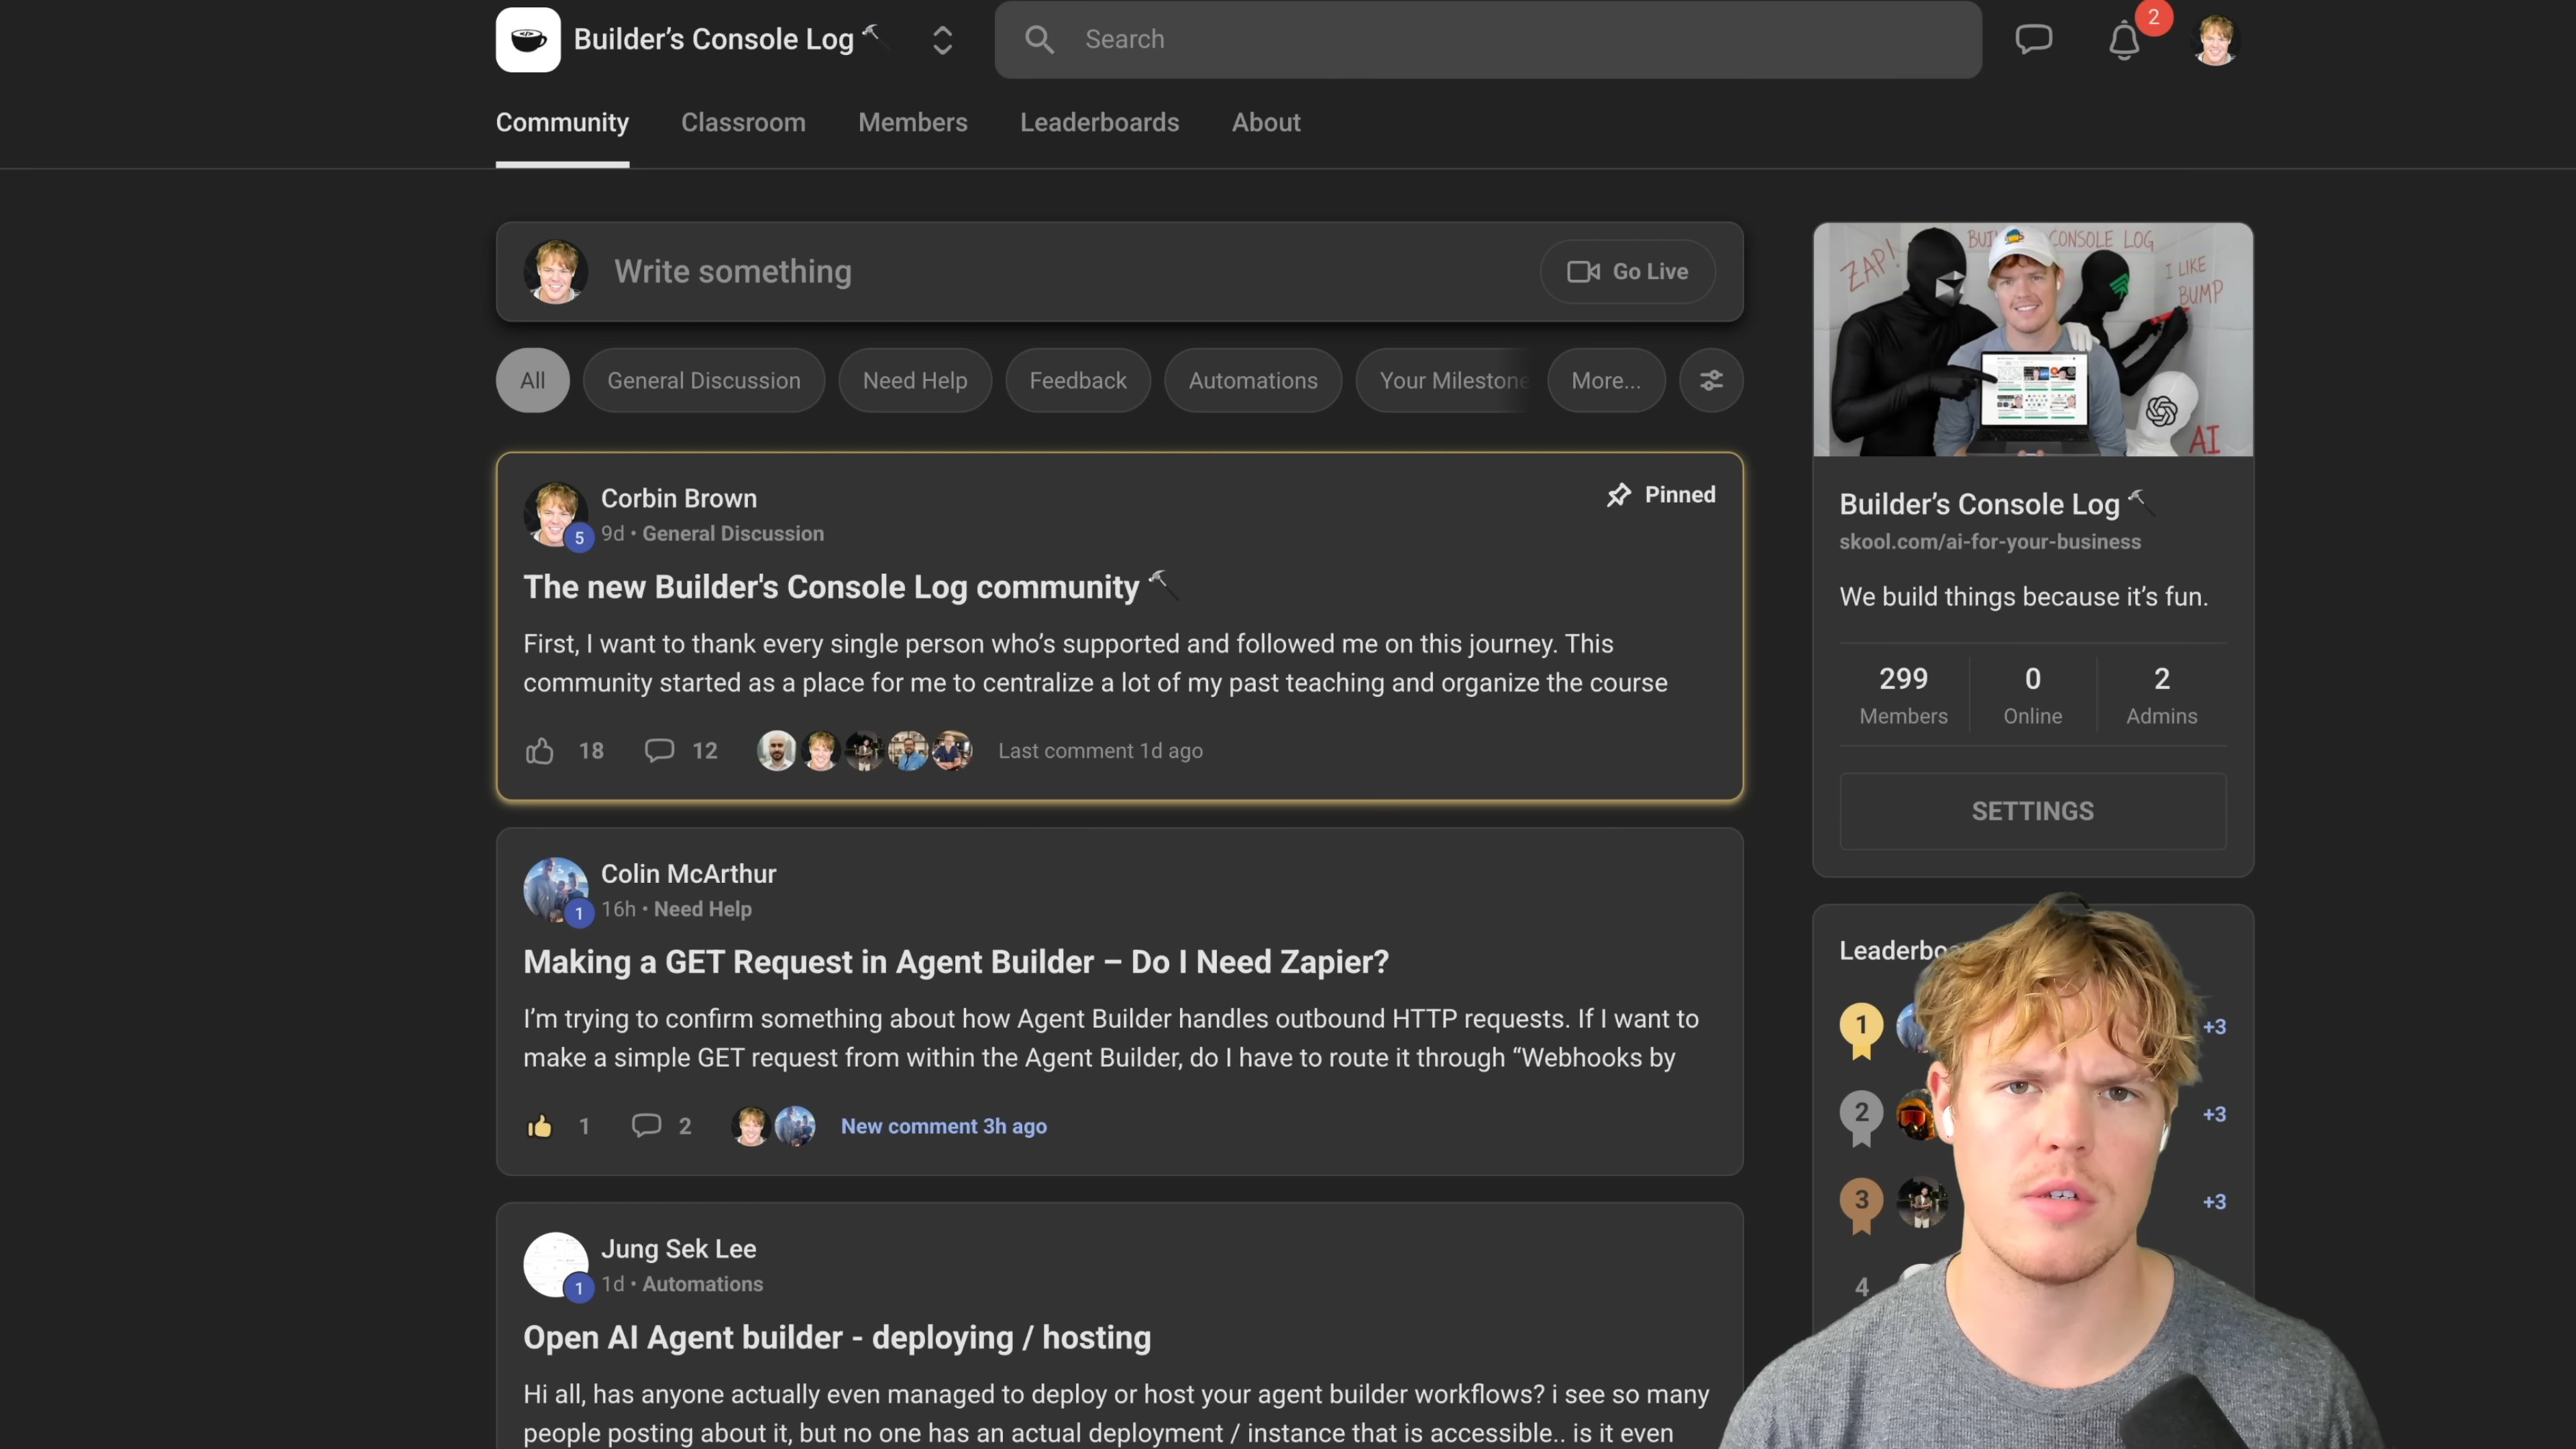 Builder's Console Log
Search
2
Community
Classroom
Members
Leaderboards
About
Write something
Go Live
All
General Discussion
Need Help
Feedback
Automations
Your Milestone
More...
Corbin Brown
Pinned
5
9d • General Discussion
The new Builder's Console Log community
First, I want to thank every single person who's supported and followed me on this journey. This
community started as a place for me to centralize a lot of my past teaching and organize the course
18
12
Last comment 1d ago
Colin McArthur
1
16h • Need Help
Making a GET Request in Agent Builder – Do I Need Zapier?
I'm trying to confirm something about how Agent Builder handles outbound HTTP requests. If I want to
make a simple GET request from within the Agent Builder, do I have to route it through “Webhooks by
1
2
New comment 3h ago
Jung Sek Lee
1
1d • Automations
Open AI Agent builder - deploying / hosting
Hi all, has anyone actually even managed to deploy or host your agent builder workflows? i see so many
people posting about it, but no one has an actual deployment / instance that is accessible.. is it even
ZAP!
CONSOLE LOG
I LIKE
BUMP
AI
Builder's Console Log
skool.com/ai-for-your-business
We build things because it's fun.
299
Members
0
Online
2
Admins
SETTINGS
1
+3
2
+3
3
+3
4